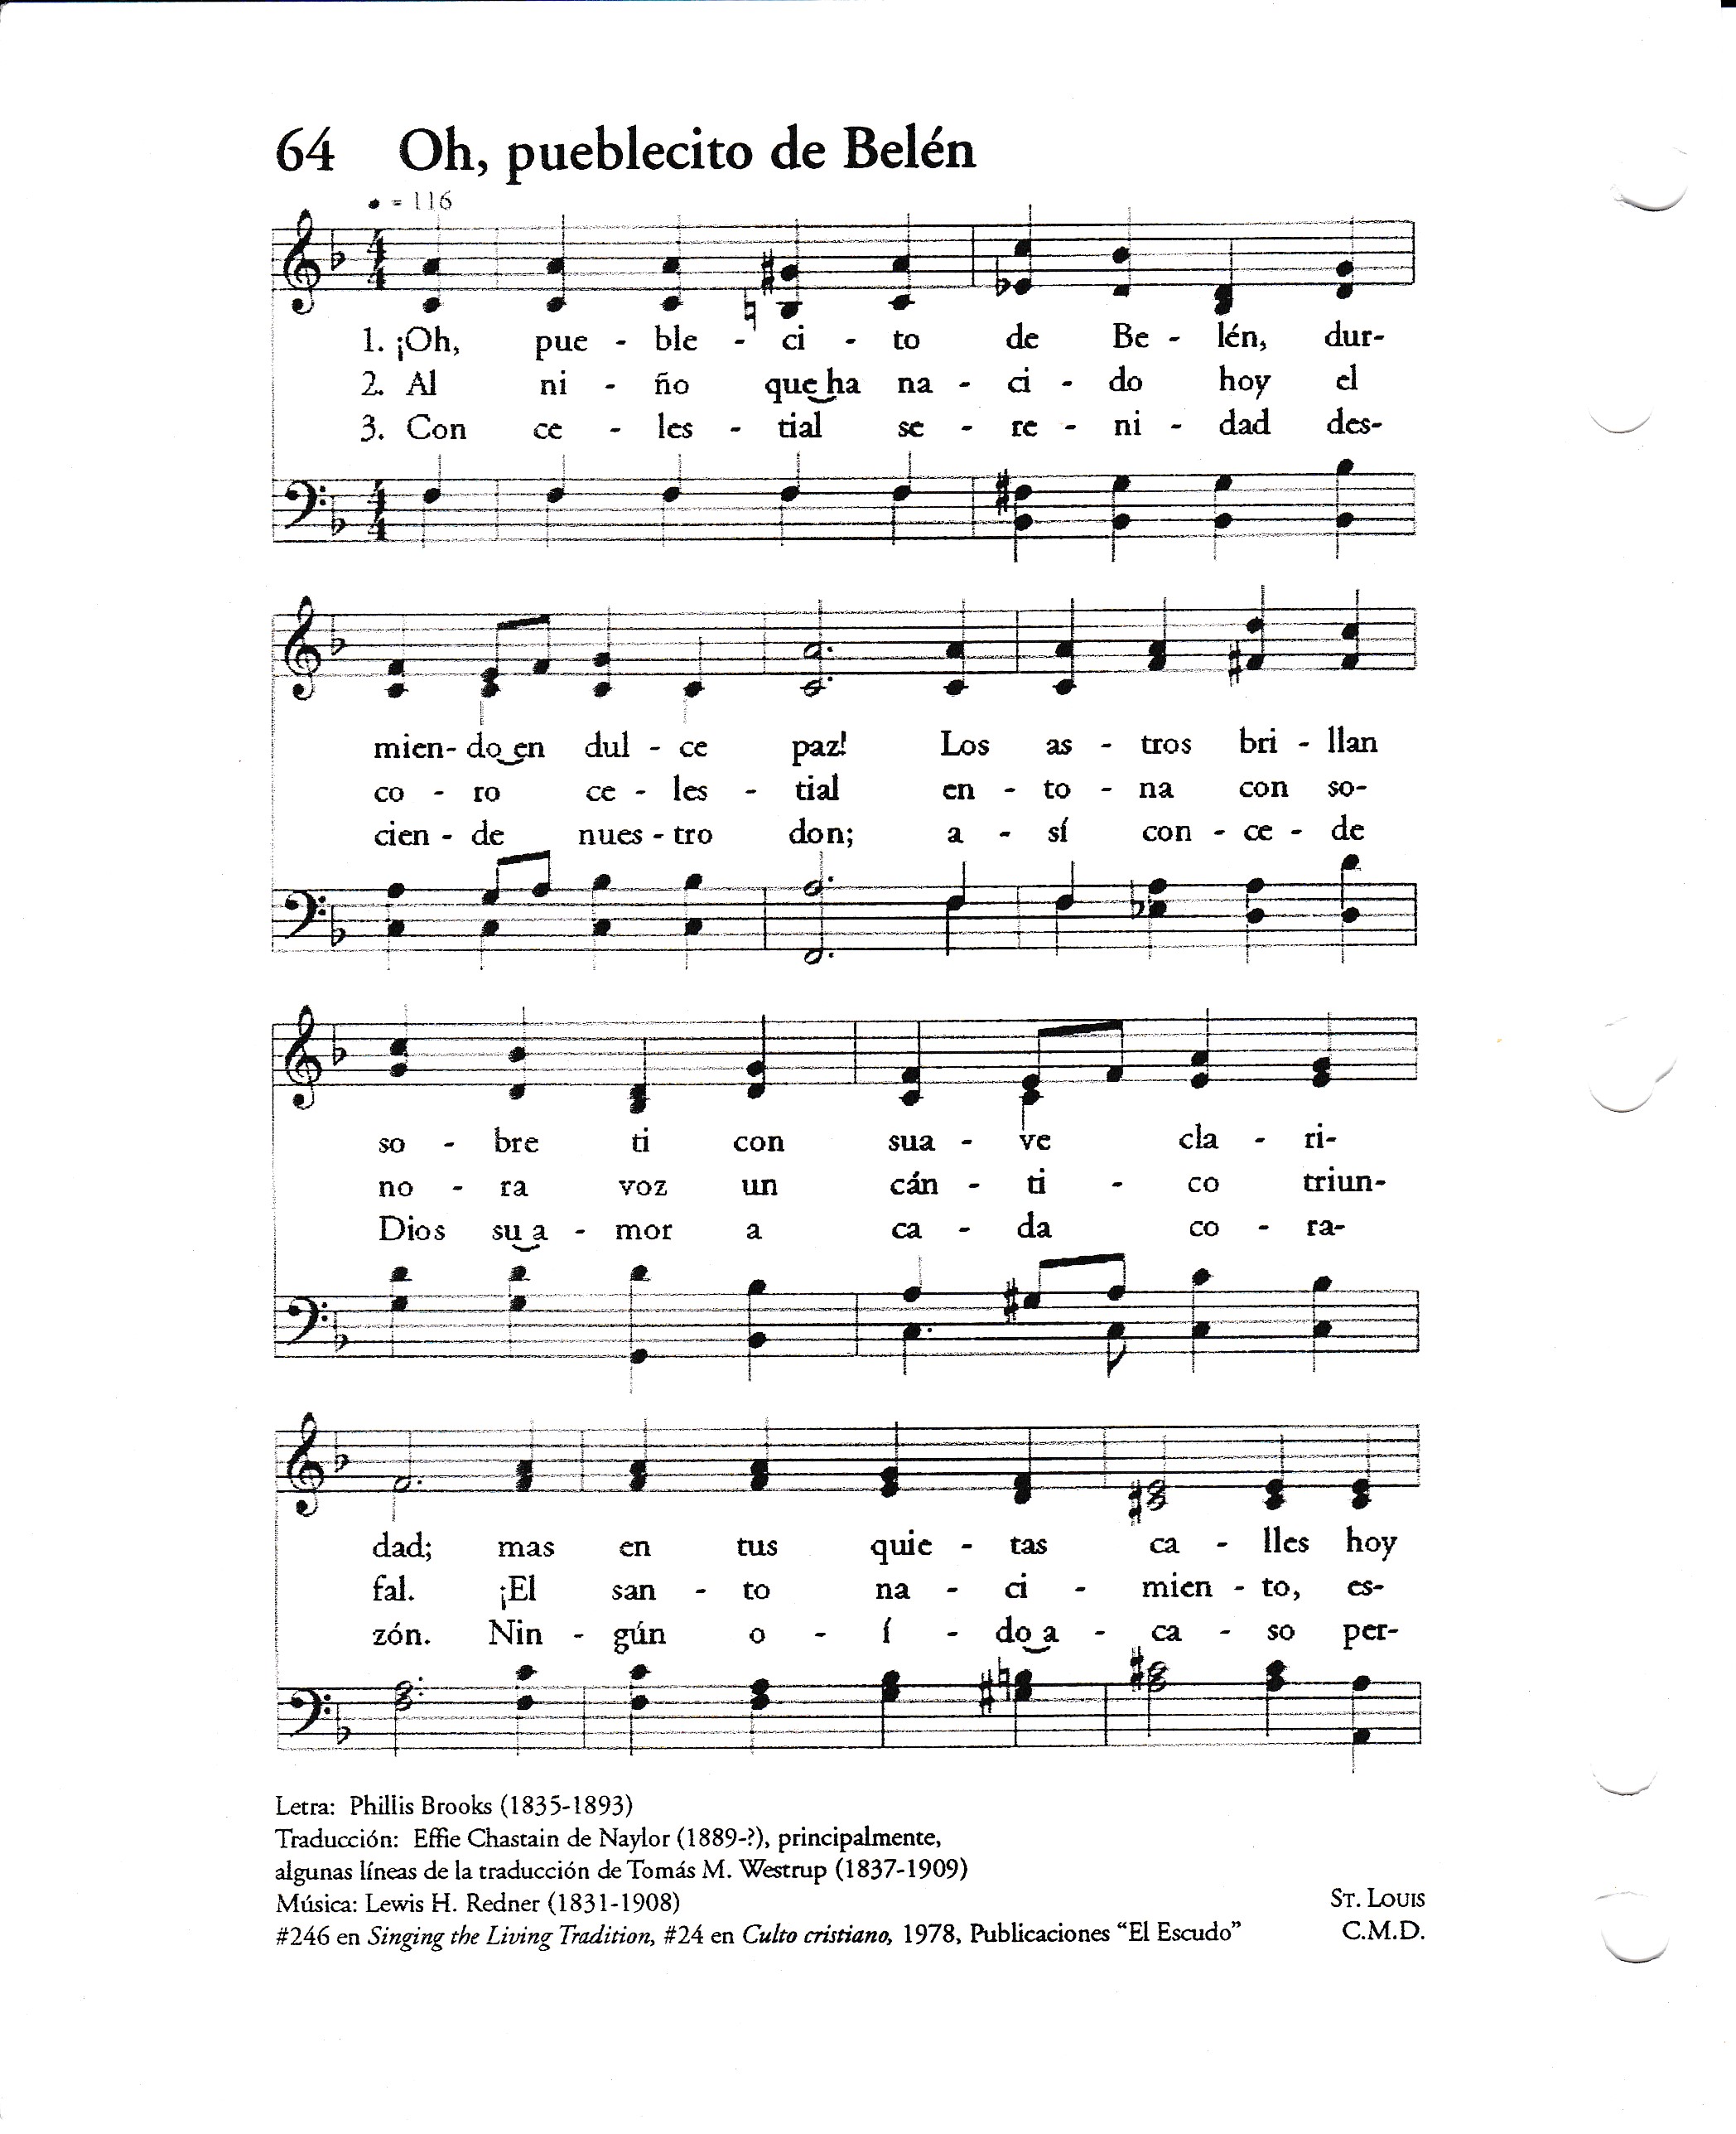 64 Oh, pueblecito de Belén
= 116
1. ¡Oh, pue - ble - ci - to de Be - lén, dur-
2. Al ni - ño que ha na - ci - do hoy el
3. Con ce - les - tial se - re - ni - dad des-
mien- do en dul - ce paz! Los as - tros bri - llan
co - ro ce - les - tial en - to - na con so-
cien - de nues - tro don; a - sí con - ce - de
so - bre ti con sua - ve cla - ri-
no - ra voz un cán - ti - co triun-
Dios su a - mor a ca - da co - ra-
dad; mas en tus quie - tas ca - lles hoy
fal. ¡El san - to na - ci - mien - to, es-
zón. Nin - gún o - í - do a - ca - so per-
Letra: Phillis Brooks (1835-1893)
Traducción: Effie Chastain de Naylor (1889-?), principalmente,
algunas líneas de la traducción de Tomás M. Westrup (1837-1909)
Música: Lewis H. Redner (1831-1908)
St. Louis
#246 en Singing the Living Tradition, #24 en Culto cristiano, 1978, Publicaciones “El Escudo”
C.M.D.